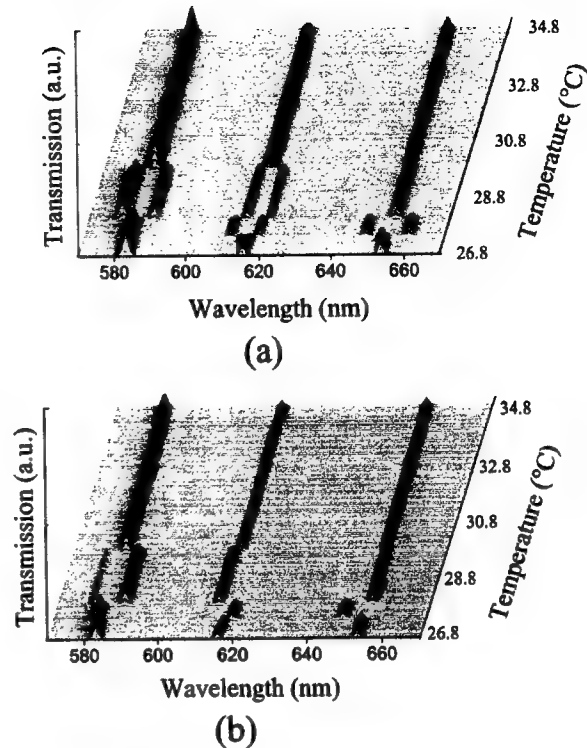 34.8
32.8
30.8
28.8
26.8
Temperature (°C)
Transmission (a.u.)
580 600 620 640 660
Wavelength (nm)
(a)
34.8
32.8
30.8
28.8
26.8
Temperature (°C)
Transmission (a.u.)
580 600 620 640 660
Wavelength (nm)
(b)